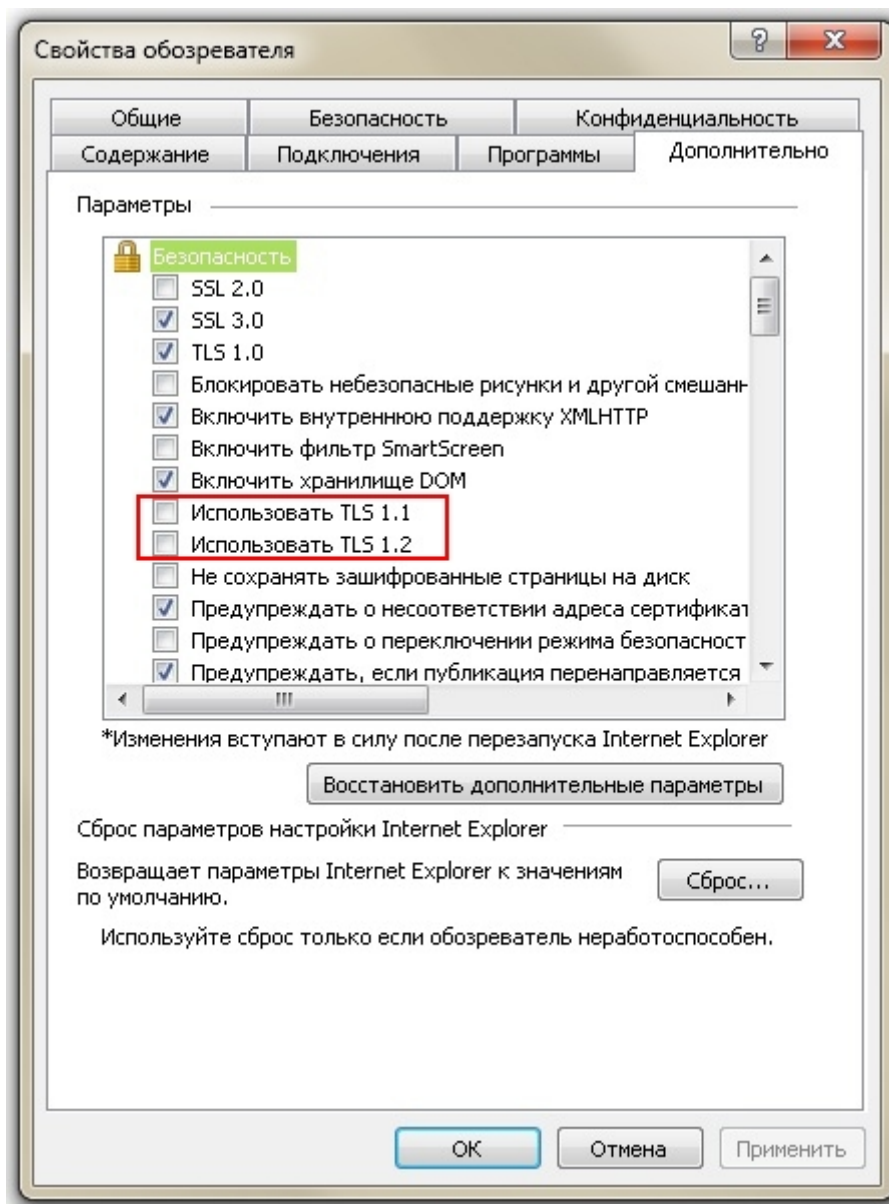 Свойства обозревателя
Общие
Безопасность
Конфиденциальность
Содержание
Подключения
Программы
Дополнительно
Параметры
Безопасность
SSL 2.0
SSL 3.0
TLS 1.0
Блокировать небезопасные рисунки и другой смешанн
Включить внутреннюю поддержку XMLHTTP
Включить фильтр SmartScreen
Включить хранилище DOM
Использовать TLS 1.1
Использовать TLS 1.2
Не сохранять зашифрованные страницы на диск
Предупреждать о несоответствии адреса сертификат
Предупреждать о переключении режима безопасност
Предупреждать, если публикация перенаправляется
*Изменения вступают в силу после перезапуска Internet Explorer
Восстановить дополнительные параметры
Сброс параметров настройки Internet Explorer
Возвращает параметры Internet Explorer к значениям
по умолчанию.
Сброс...
Используйте сброс только если обозреватель неработоспособен.
ОК
Отмена
Применить